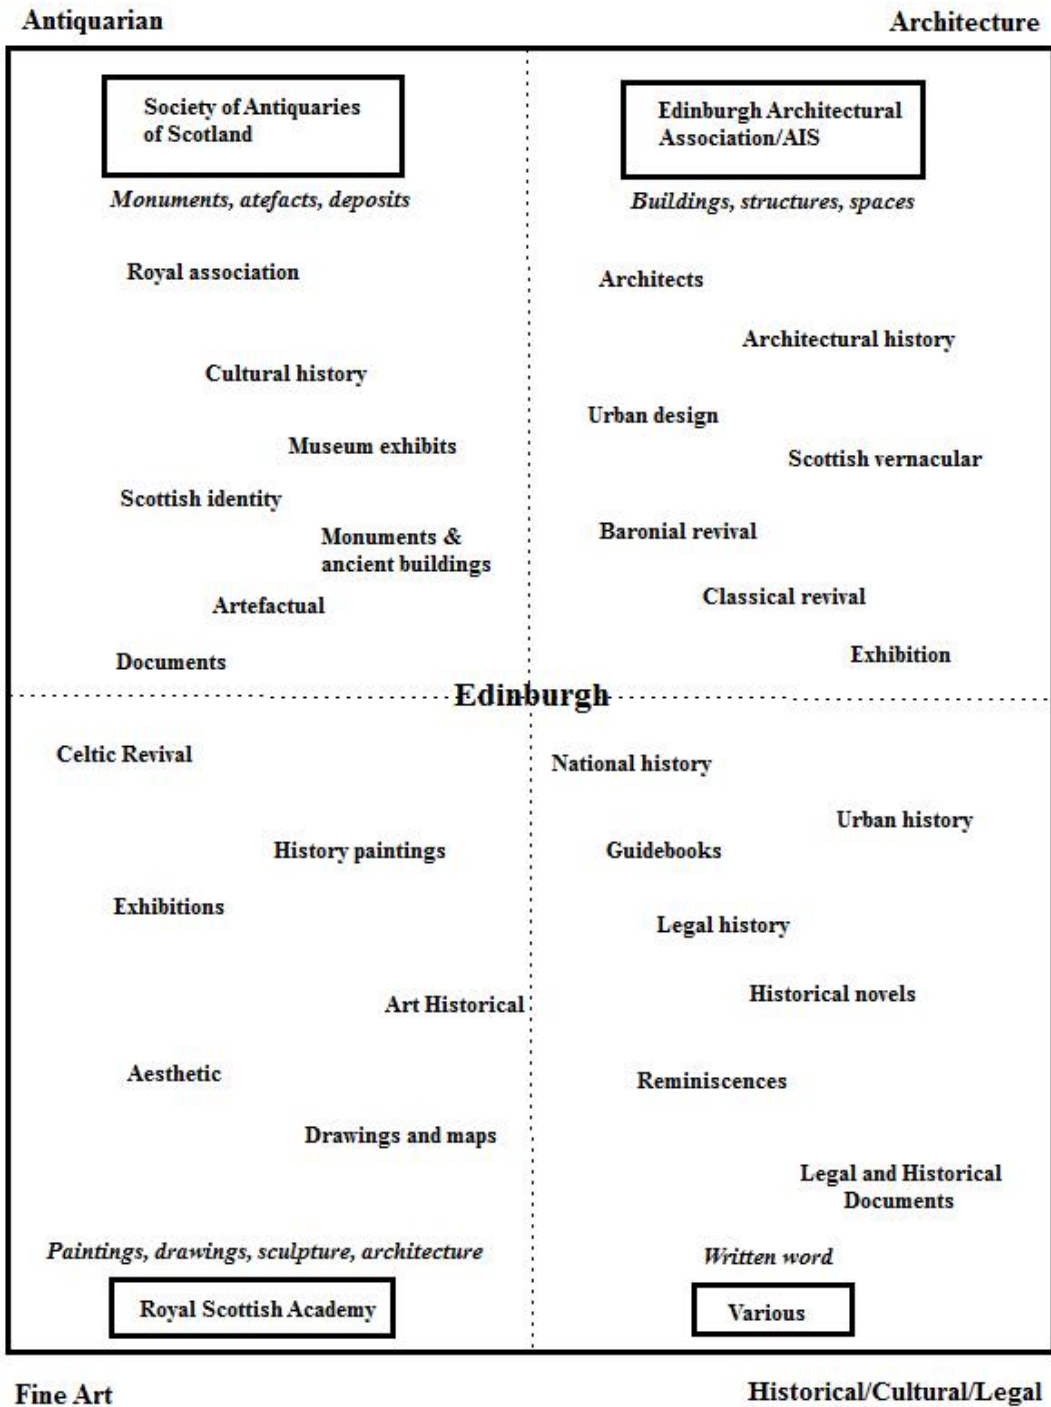 Antiquarian
Architecture
Society of Antiquaries
of Scotland
Monuments, atefacts, deposits
Royal association
Cultural history
Museum exhibits
Scottish identity
Monuments &
ancient buildings
Artefactual
Documents
Edinburgh Architectural
Association/AIS
Buildings, structures, spaces
Architects
Architectural history
Urban design
Scottish vernacular
Baronial revival
Classical revival
Exhibition
Edinburgh
Celtic Revival
History paintings
Exhibitions
Art Historical
Aesthetic
Drawings and maps
Paintings, drawings, sculpture, architecture
Royal Scottish Academy
National history
Urban history
Guidebooks
Legal history
Historical novels
Reminiscences
Legal and Historical
Documents
Written word
Various
Fine Art
Historical/Cultural/Legal